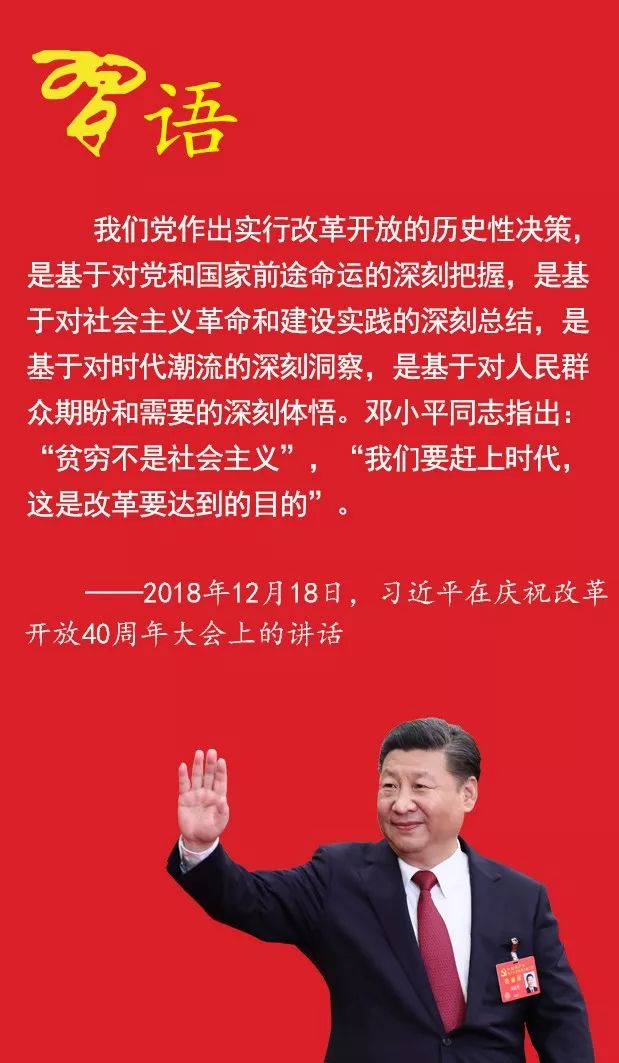 習语
我们党作出实行改革开放的历史性决策，
是基于对党和国家前途命运的深刻把握，是基
于对社会主义革命和建设实践的深刻总结，是
基于对时代潮流的深刻洞察，是基于对人民群
众期盼和需要的深刻体悟。邓小平同志指出：
“贫穷不是社会主义”，“我们要赶上时代，
这是改革要达到的目的”。
——2018年12月18日，习近平在庆祝改革
开放40周年大会上的讲话